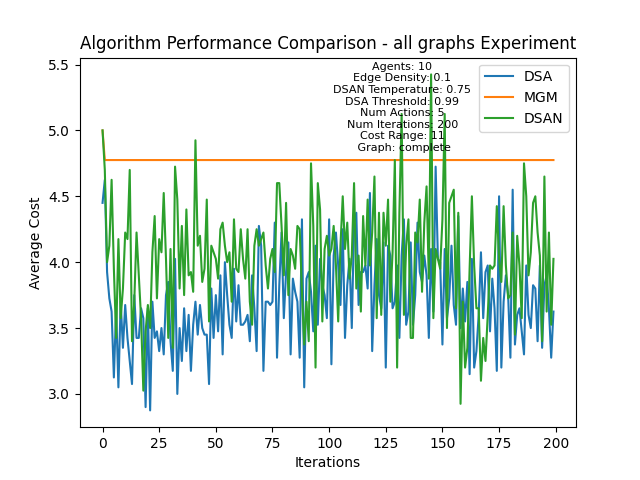 Algorithm Performance Comparison - all graphs Experiment
5.5
5.0
4.5
4.0
3.5
3.0
Average Cost
Agents: 10
Edge Density: 0.1
DSAN Temperature: 0.75
DSA Threshold: 0.99
Num Actions: 5
Num Iterations: 200
Cost Range: 11
Graph: complete
DSA
MGM
DSAN
0 25 50 75 100 125 150 175 200
Iterations